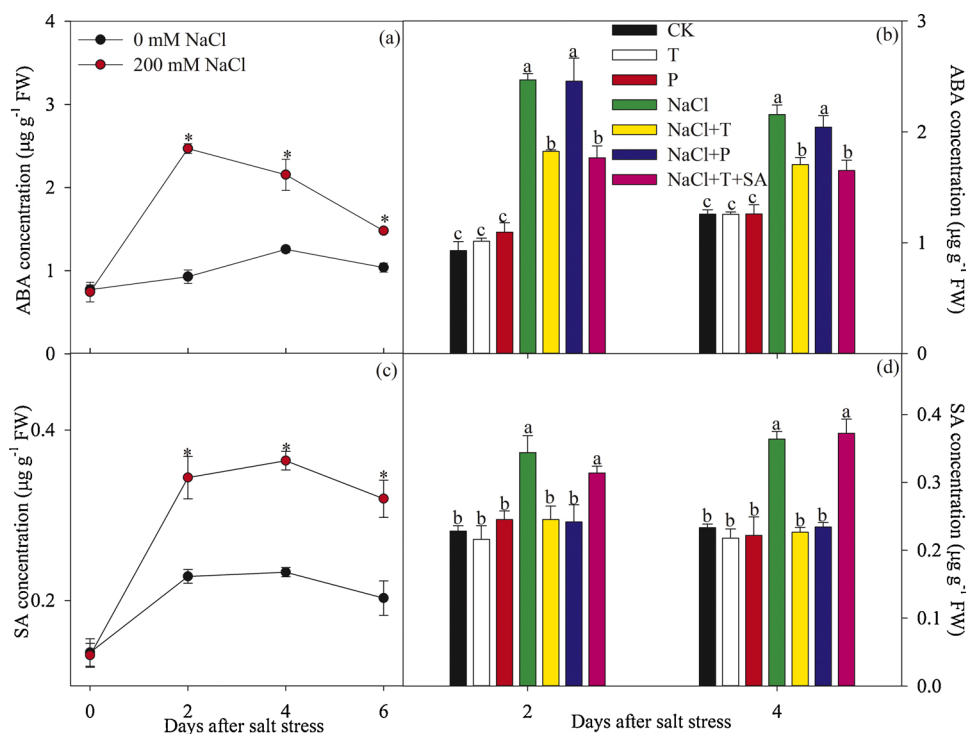 (a)
0 mM NaCl
200 mM NaCl
4
3
2
1
0
ABA concentration (µg g-1 FW)
*
*
*
(b)
CK
T
P
NaCl
NaCl+T
NaCl+P
NaCl+T+SA
c c c a b a b
c c c a b a b
3
2
1
0
ABA concentration (µg g-1 FW)
(c)
0.4
0.2
SA concentration (µg g-1 FW)
*
*
*
0 2 4 6
Days after salt stress
(d)
b b b a b b a
b b b a b b a
0.4
0.3
0.2
0.1
0.0
SA concentration (µg g-1 FW)
2 4
Days after salt stress